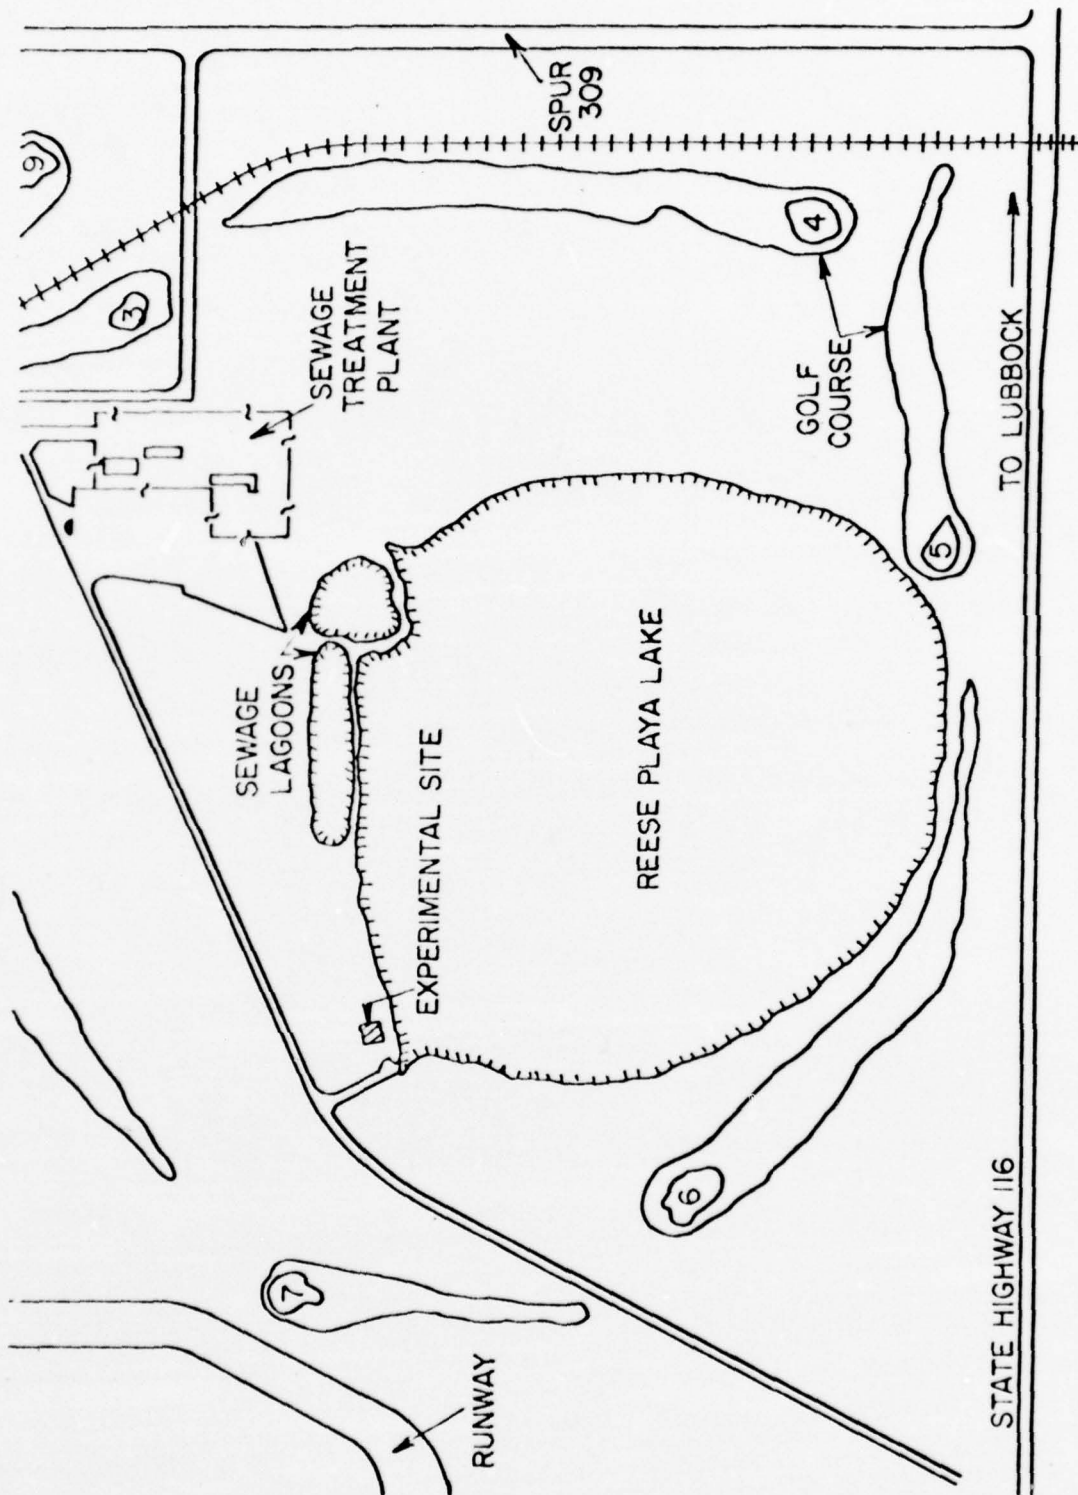 9
3
SEWAGE
LAGOONS
7
SEWAGE
TREATMENT
PLANT
EXPERIMENTAL SITE
RUNWAY
SPUR
309
REESE PLAYA LAKE
6
GOLF
COURSE
4
5
STATE HIGHWAY 116
TO LUBBOCK